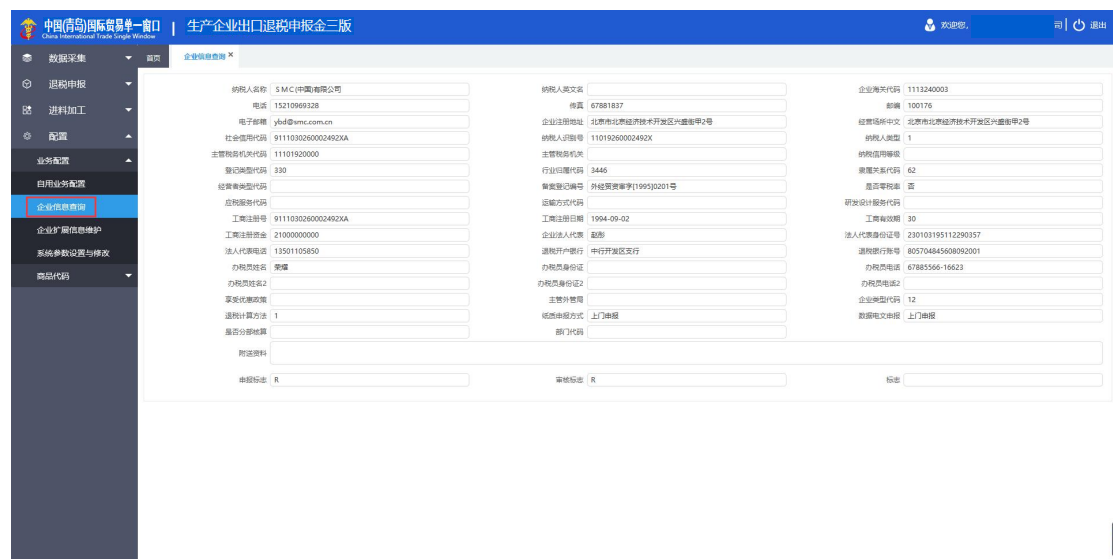 中国(青岛)国际贸易单一窗口 | 生产企业出口退税申报金三版 欢迎您, 司 退出
China International Trade Single Window
数据采集 首页 企业信息查询 ×
退税申报
进料加工
配置
业务配置
自用业务配置
企业信息查询
企业扩展信息维护
系统参数设置与修改
商品代码
纳税人名称 SMC(中国)有限公司 纳税人英文名 企业海关代码 1113240003
电话 15210969328 传真 67881837 邮编 100176
电子邮箱 ybd@smc.com.cn 企业注册地址 北京市北京经济技术开发区兴盛街甲2号 经营场所中文 北京市北京经济技术开发区兴盛街甲2号
社会信用代码 9111030260002492XA 纳税人识别号 11019260002492X 纳税人类型 1
主管税务机关代码 11101920000 主管税务机关 纳税信用等级
登记类型代码 330 行业归属代码 3446 隶属关系代码 62
经营者类型代码 备案登记编号 外经贸资审字[1995]0201号 是否零税率 否
应税服务代码 运输方式代码 研发设计服务代码
工商注册号 9111030260002492XA 工商注册日期 1994-09-02 工商有效期 30
工商注册资金 21000000000 企业法人代表 赵彤 法人代表身份证号 230103195112290357
法人代表电话 13501105850 退税开户银行 中行开发区支行 退税银行账号 805704845608092001
办税员姓名 荣耀 办税员身份证 办税员电话 67885566-16623
办税员姓名2 办税员身份证2 办税员电话2
享受优惠政策 主管外管局 企业类型代码 12
退税计算方法 1 纸质申报方式 上门申报 数据电文申报 上门申报
是否分部核算 部门代码
附送资料
申报标志 R 审核标志 R 标志